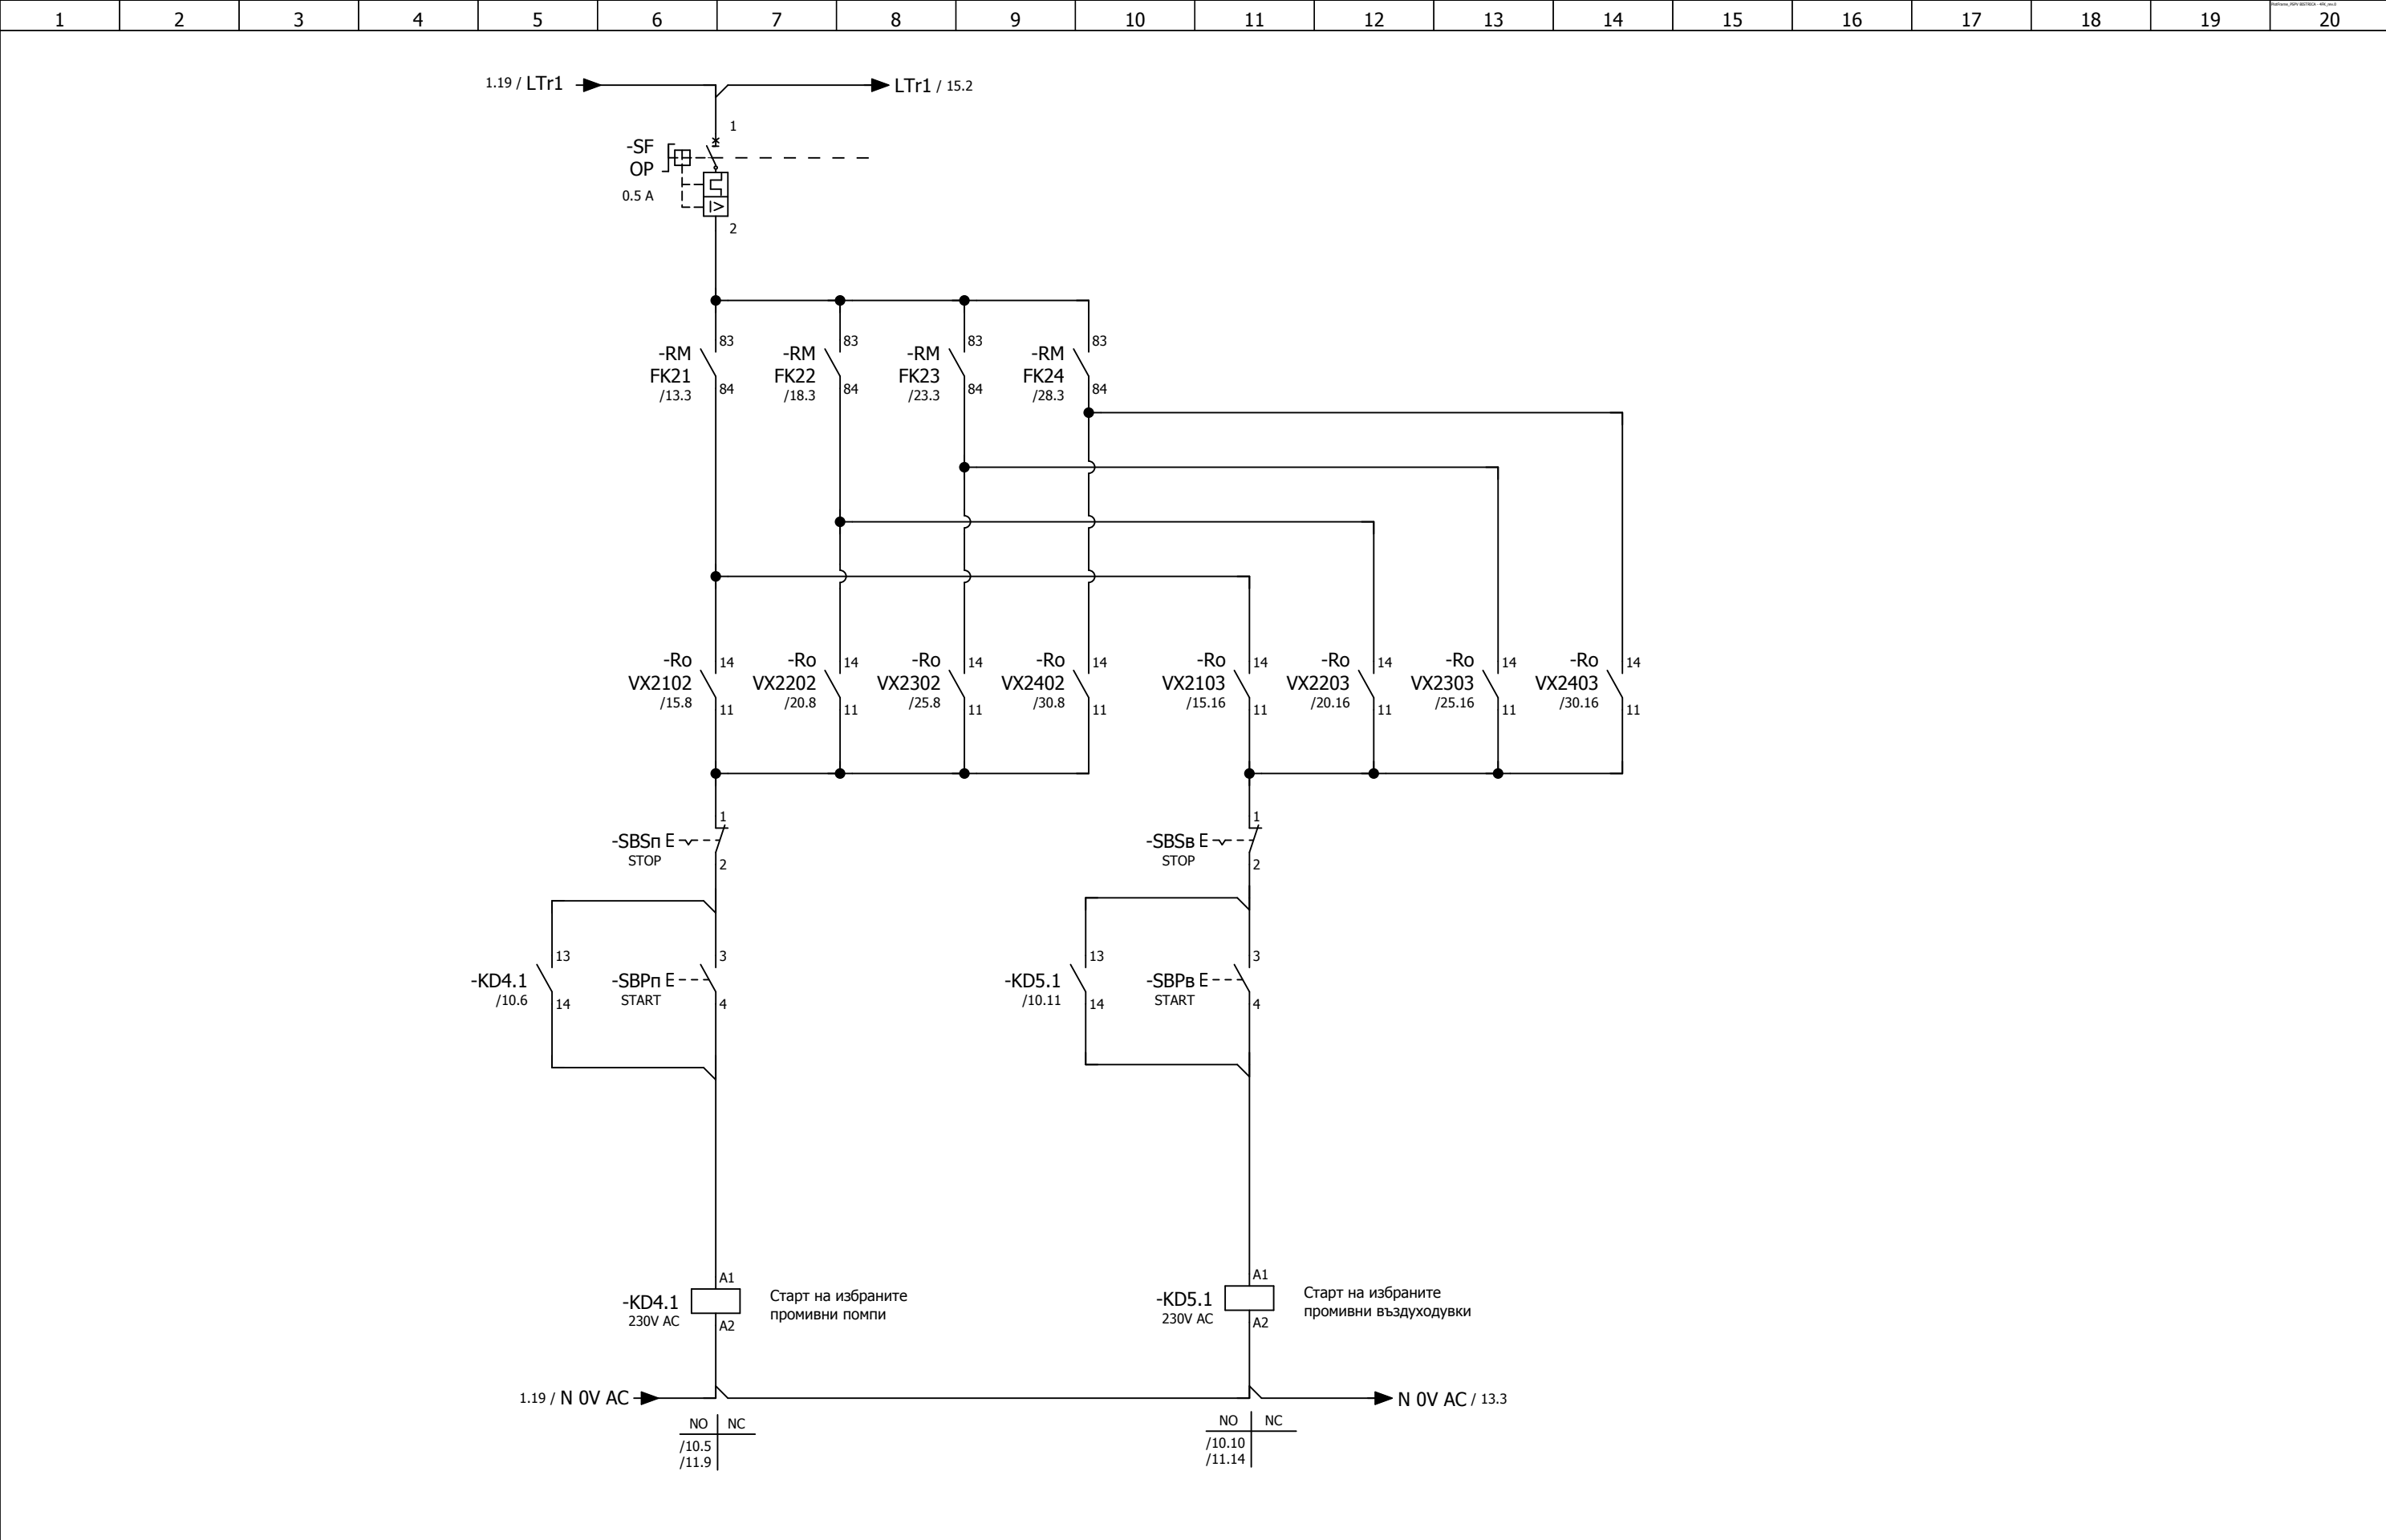 1 2 3 4 5 6 7 8 9 10 11 12 13 14 15 16 17 18 19 20
1.19 / LTr1
LTr1 / 15.2
1
-SF
OP
0.5 A
2
83 83 83 83
-RM -RM -RM -RM
FK21 FK22 FK23 FK24
/13.3 /18.3 /23.3 /28.3
84 84 84 84
-Ro -Ro -Ro -Ro -Ro -Ro -Ro -Ro
14 14 14 14 14 14 14 14
VX2102 VX2202 VX2302 VX2402 VX2103 VX2203 VX2303 VX2403
/15.8 /20.8 /25.8 /30.8 /15.16 /20.16 /25.16 /30.16
11 11 11 11 11 11 11 11
1 1
-SBSп E -SBSв E
STOP STOP
2 2
13 3 13 3
-KD4.1 -SBPп E -KD5.1 -SBPв E
/10.6 START /10.11 START
14 4 14 4
A1
-KD4.1
230V AC
A2
Старт на избраните
промивни помпи
A1
-KD5.1
230V AC
A2
Старт на избраните
промивни въздуходувки
1.19 / N 0V AC
N 0V AC / 13.3
NO NC
/10.5
/11.9
NO NC
/10.10
/11.14